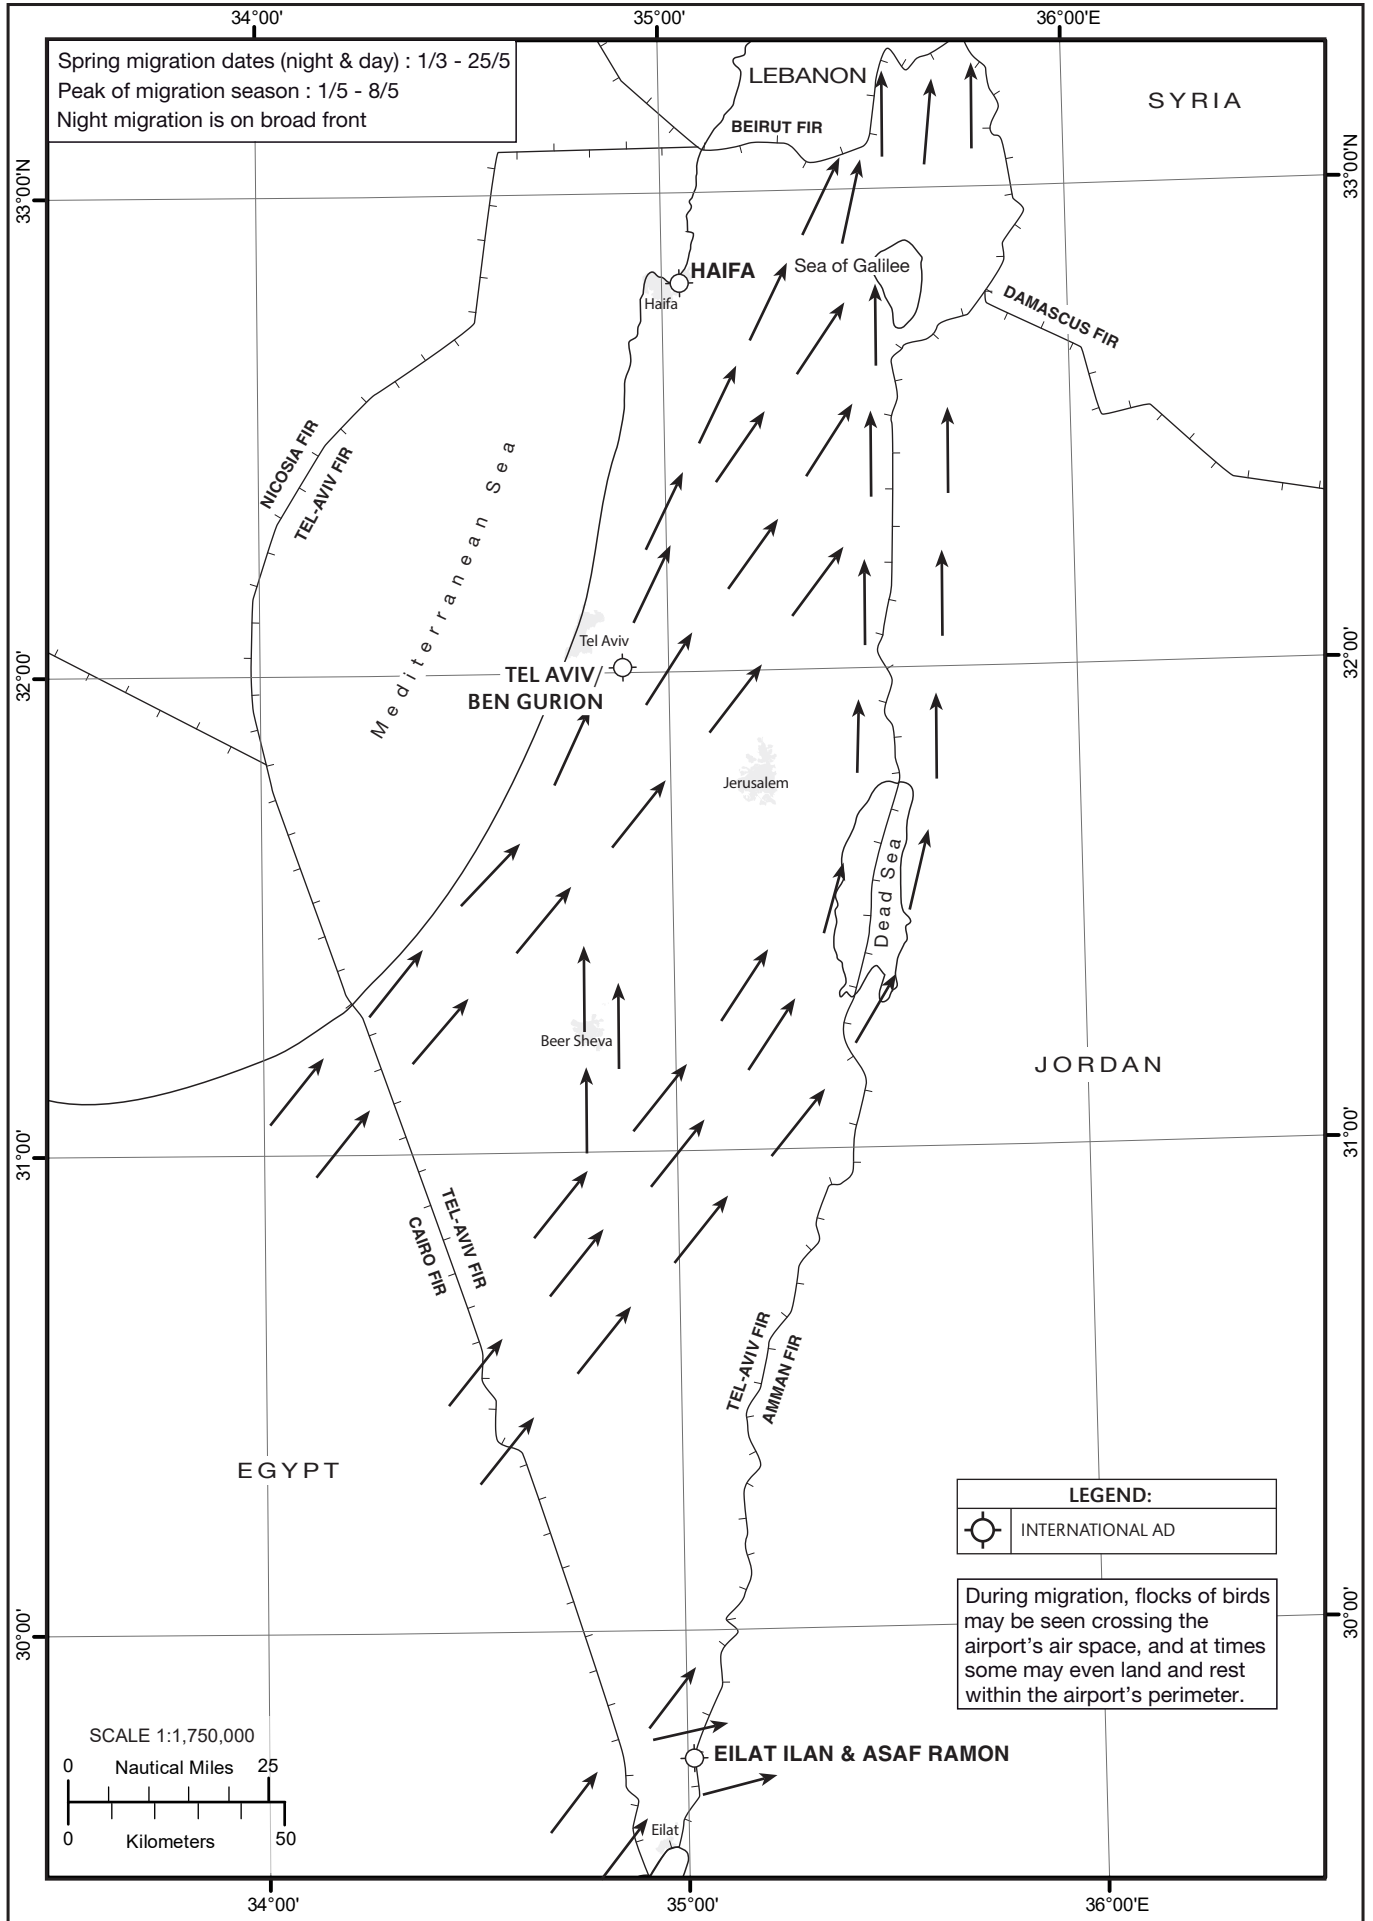 34°00'
35°00'
36°00'E
Spring migration dates (night & day) : 1/3 - 25/5
Peak of migration season : 1/5 - 8/5
Night migration is on broad front
LEBANON
SYRIA
BEIRUT FIR
33°00'N
33°00'N
HAIFA
Haifa
Sea of Galilee
DAMASCUS FIR
NICOSIA FIR
TEL-AVIV FIR
Mediterranean Sea
Tel Aviv
TEL AVIV/
BEN GURION
32°00'
32°00'
Jerusalem
Dead Sea
Beer Sheva
JORDAN
31°00'
31°00'
TEL-AVIV FIR
CAIRO FIR
TEL-AVIV FIR
AMMAN FIR
EGYPT
LEGEND:
INTERNATIONAL AD
During migration, flocks of birds
may be seen crossing the
airport's air space, and at times
some may even land and rest
within the airport's perimeter.
30°00'
30°00'
SCALE 1:1,750,000
0 Nautical Miles 25
0 Kilometers 50
EILAT ILAN & ASAF RAMON
Eilat
34°00'
35°00'
36°00'E